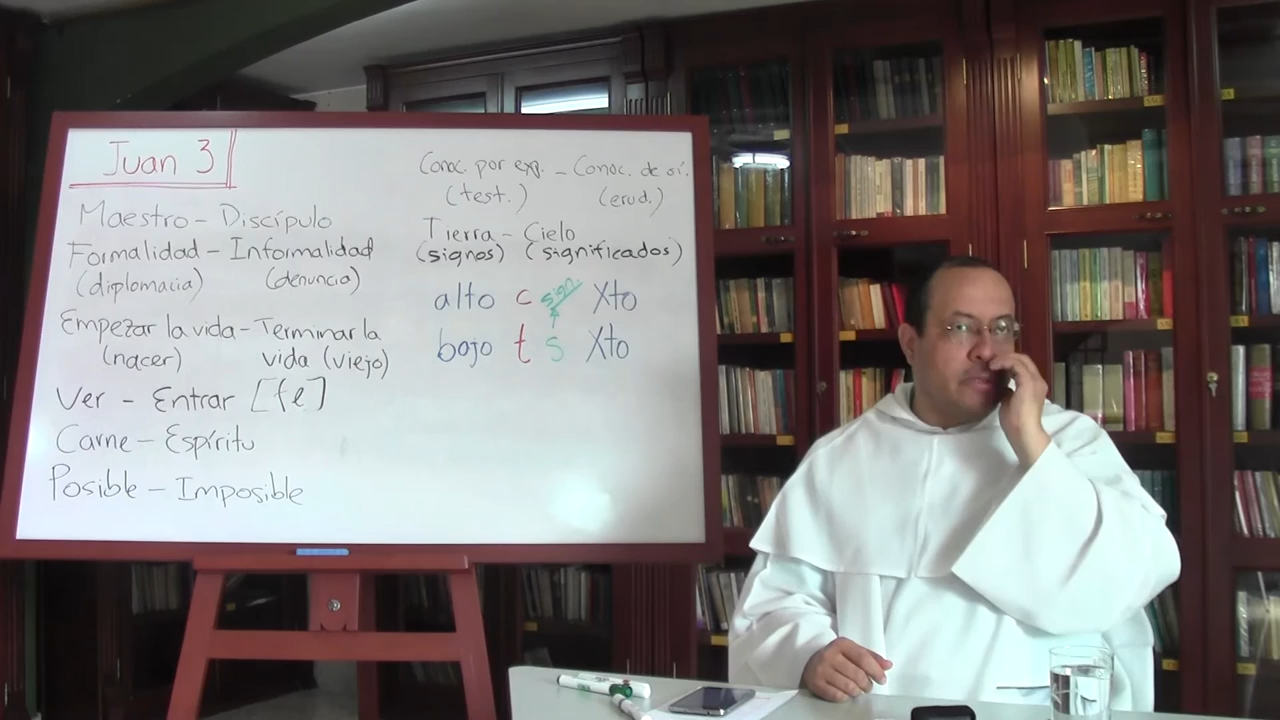 Juan 3
Maestro - Discípulo
Formalidad - Informalidad
(diplomacia) (denuncia)
Empezar la vida - Terminar la
(nacer) vida (viejo)
Ver - Entrar [fe]
Carne - Espíritu
Posible - Imposible
Conoc. por exp. - Conoc. de sí.
(test.) (erud.)
Tierra - Cielo
(signos) (significados)
alto c sign. Xto
bajo t s Xto